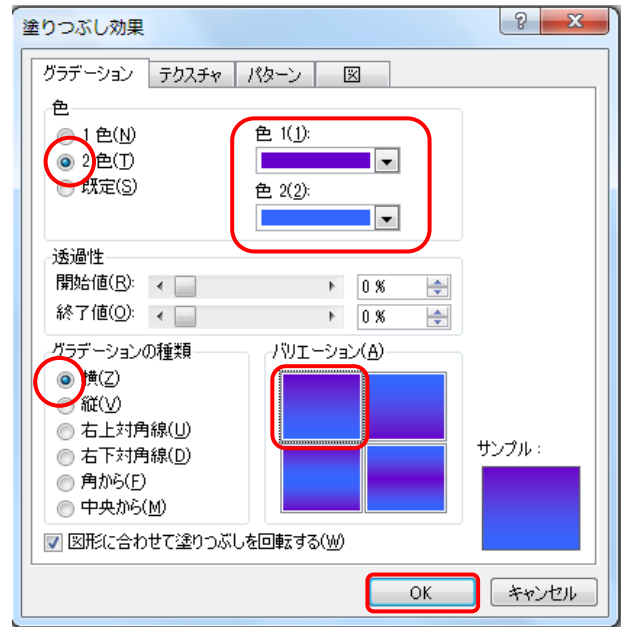 塗りつぶし効果
グラデーション テクスチャ パターン 図
色
1 色(N)
2 色(T)
既定(S)
色 1(1):
色 2(2):
透過性
開始値(R): 0 %
終了値(O): 0 %
グラデーションの種類
横(Z)
縦(V)
右上対角線(U)
右下対角線(D)
角から(F)
中央から(M)
バリエーション(A)
サンプル :
図形に合わせて塗りつぶしを回転する(W)
OK キャンセル